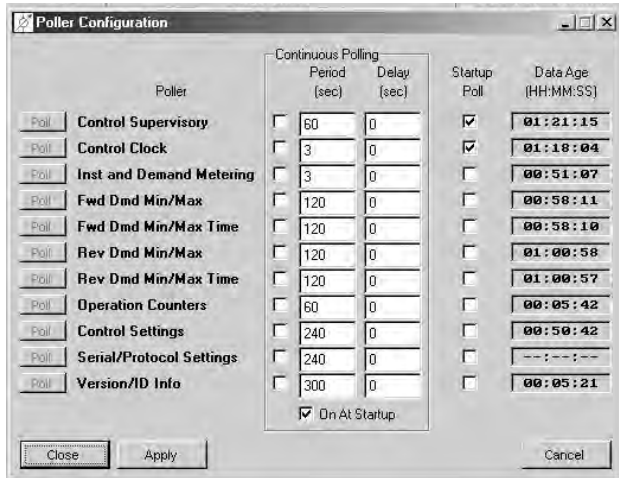 Poller Configuration
Continuous Polling
Poller Period (sec) Delay (sec) Startup Poll Data Age (HH:MM:SS)
Poll Control Supervisory 60 0 01:21:15
Poll Control Clock 3 0 01:18:04
Poll Inst and Demand Metering 3 0 00:51:07
Poll Fwd Dmd Min/Max 120 0 00:58:11
Poll Fwd Dmd Min/Max Time 120 0 00:58:10
Poll Rev Dmd Min/Max 120 0 01:00:58
Poll Rev Dmd Min/Max Time 120 0 01:00:57
Poll Operation Counters 60 0 00:05:42
Poll Control Settings 240 0 00:50:42
Poll Serial/Protocol Settings 240 0 --:--:--
Poll Version/ID Info 300 0 00:05:21
On At Startup
Close Apply Cancel